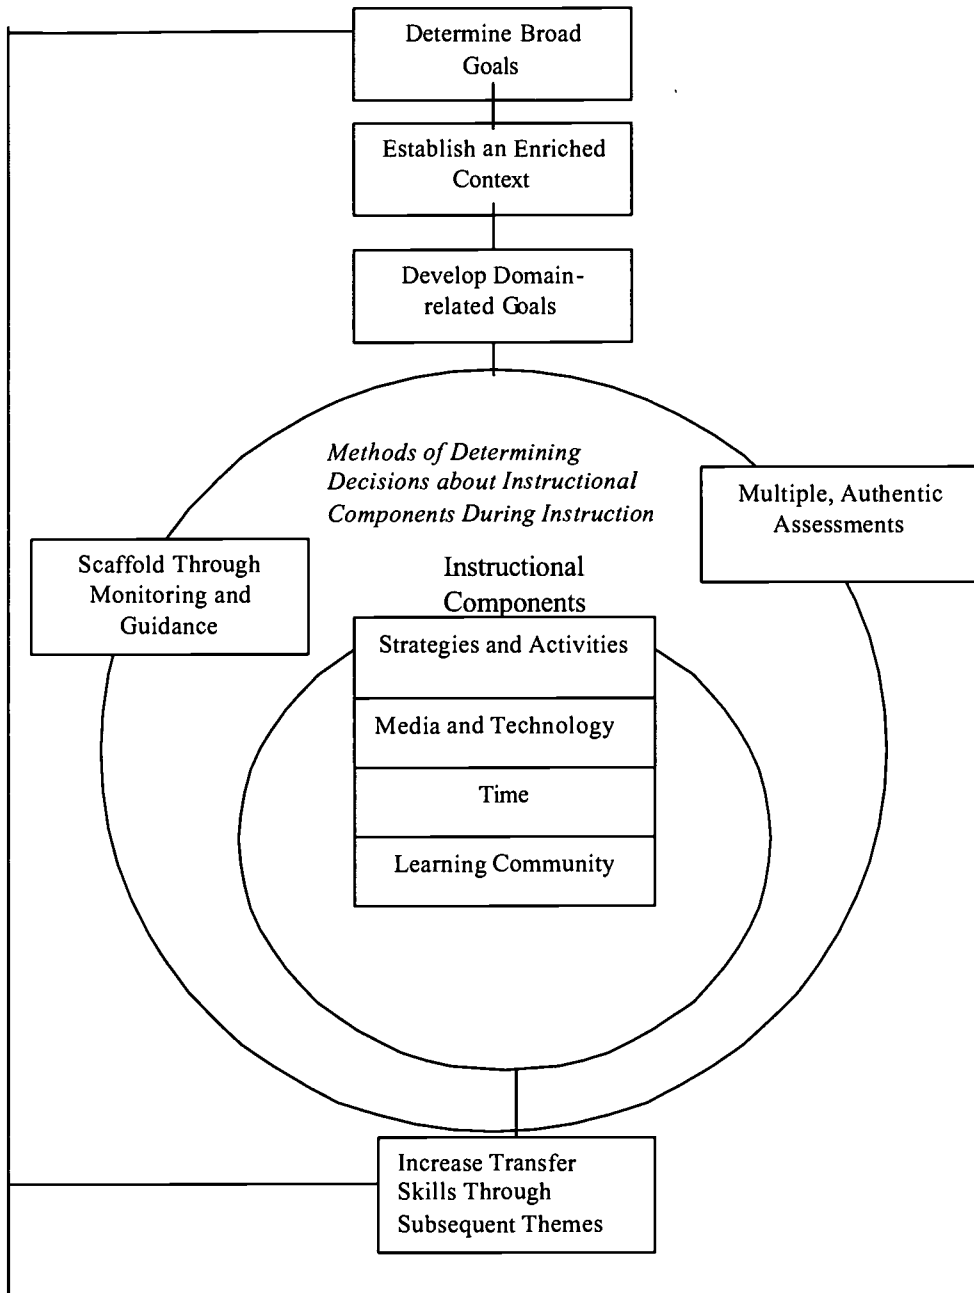 Determine Broad
Goals
Establish an Enriched
Context
Develop Domain-
related Goals
Methods of Determining
Decisions about Instructional
Components During Instruction
Multiple, Authentic
Assessments
Scaffold Through
Monitoring and
Guidance
Instructional
Components
Strategies and Activities
Media and Technology
Time
Learning Community
Increase Transfer
Skills Through
Subsequent Themes